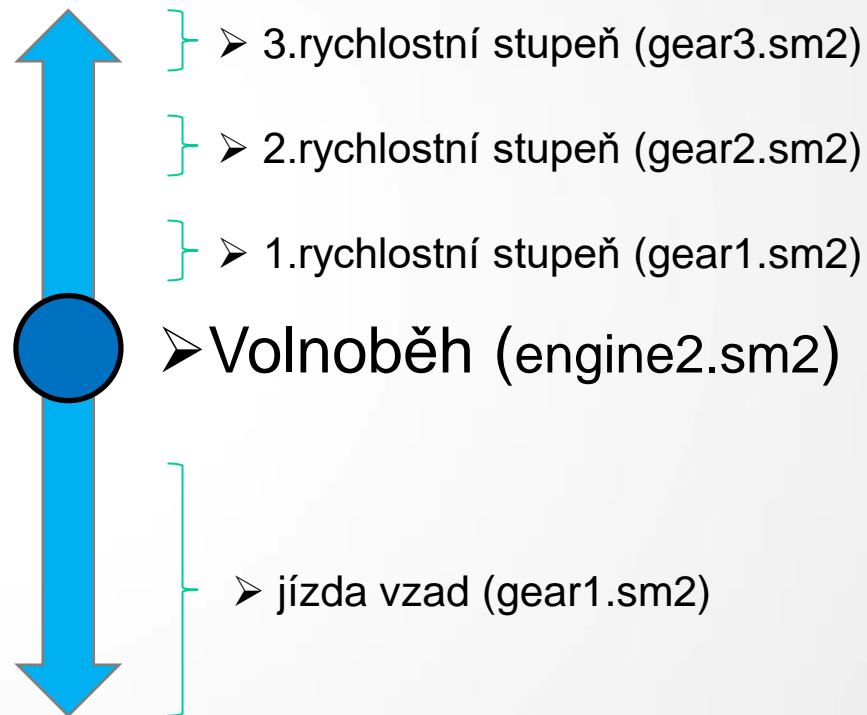 ➢ 3.rychlostní stupeň (gear3.sm2)
➢ 2.rychlostní stupeň (gear2.sm2)
➢ 1.rychlostní stupeň (gear1.sm2)
➢Volnoběh (engine2.sm2)
➢ jízda vzad (gear1.sm2)